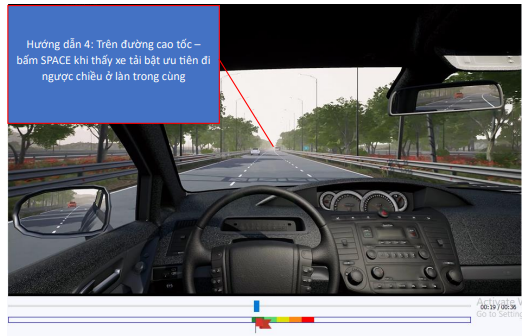 Hướng dẫn 4: Trên đường cao tốc –
bấm SPACE khi thấy xe tải bật ưu tiên đi
ngược chiều ở làn trong cùng
Activate
00:19 / 00:36
Go to Setting